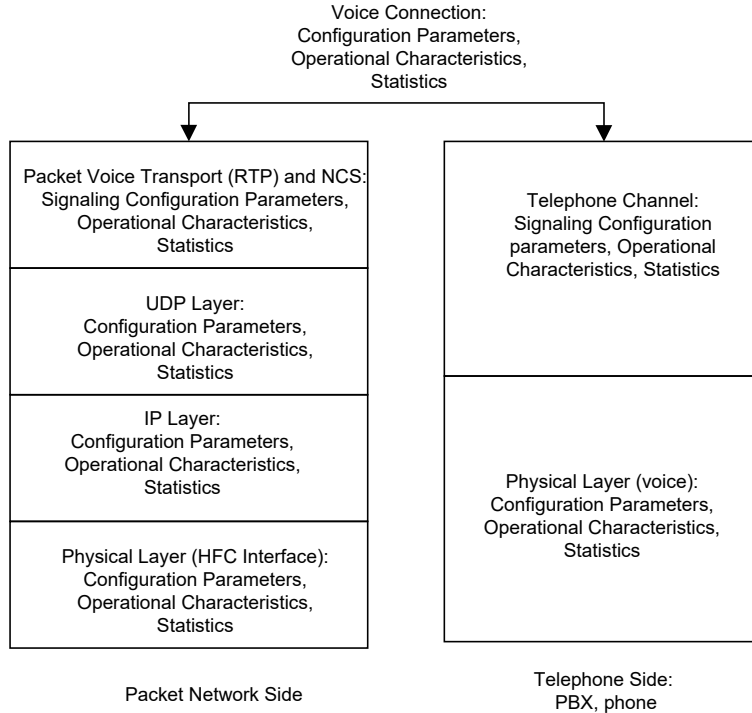 Voice Connection:
Configuration Parameters,
Operational Characteristics,
Statistics
Packet Voice Transport (RTP) and NCS:
Signaling Configuration Parameters,
Operational Characteristics,
Statistics
UDP Layer:
Configuration Parameters,
Operational Characteristics,
Statistics
IP Layer:
Configuration Parameters,
Operational Characteristics,
Statistics
Physical Layer (HFC Interface):
Configuration Parameters,
Operational Characteristics,
Statistics
Packet Network Side
Telephone Channel:
Signaling Configuration
parameters, Operational
Characteristics, Statistics
Physical Layer (voice):
Configuration Parameters,
Operational Characteristics,
Statistics
Telephone Side:
PBX, phone